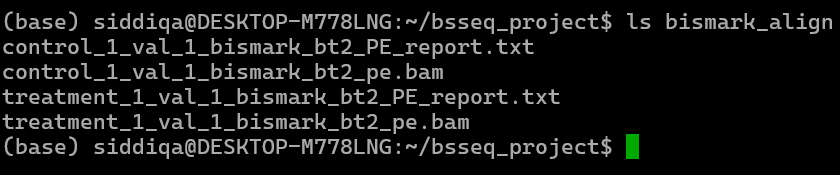 (base) siddiqa@DESKTOP-M778LNG:~/bsseq_project$ ls bismark_align
control_1_val_1_bismark_bt2_PE_report.txt
control_1_val_1_bismark_bt2_pe.bam
treatment_1_val_1_bismark_bt2_PE_report.txt
treatment_1_val_1_bismark_bt2_pe.bam
(base) siddiqa@DESKTOP-M778LNG:~/bsseq_project$